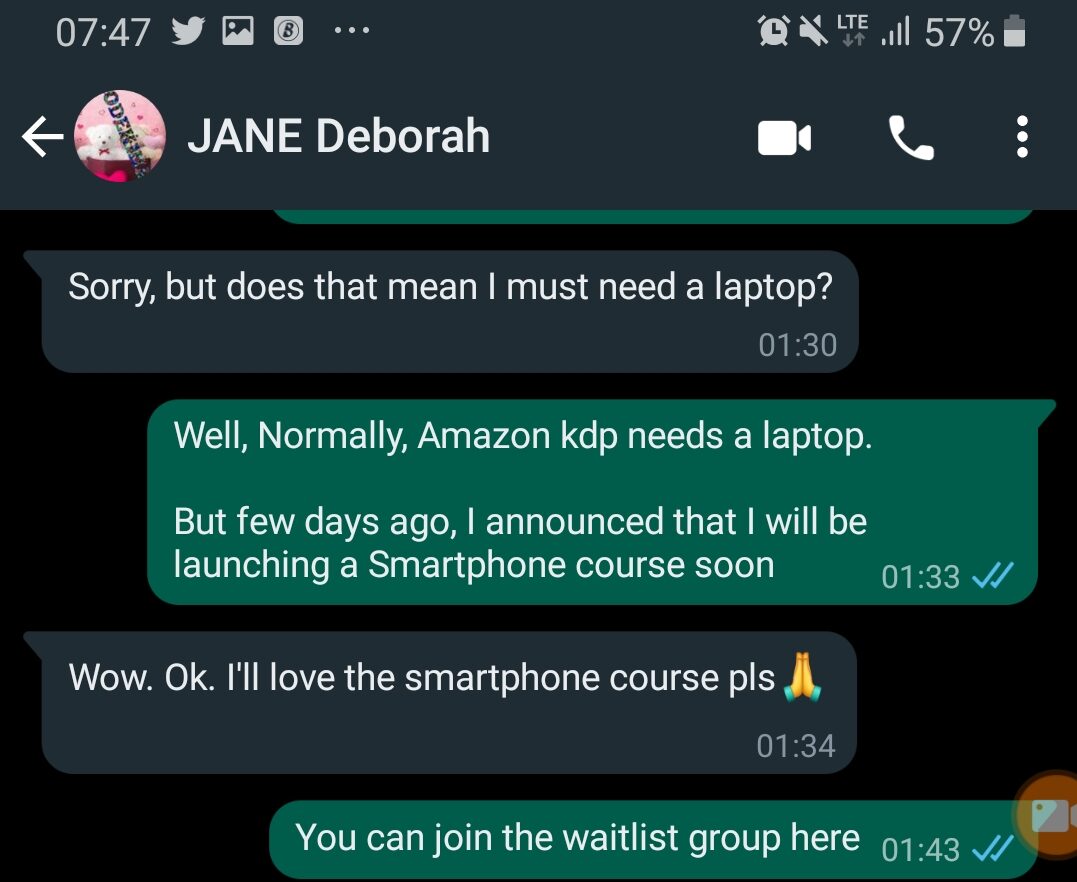 07:47 ... LTE 57%
JANE Deborah
Sorry, but does that mean I must need a laptop?
01:30
Well, Normally, Amazon kdp needs a laptop.
But few days ago, I announced that I will be
launching a Smartphone course soon
01:33
Wow. Ok. I'll love the smartphone course pls🙏
01:34
You can join the waitlist group here
01:43